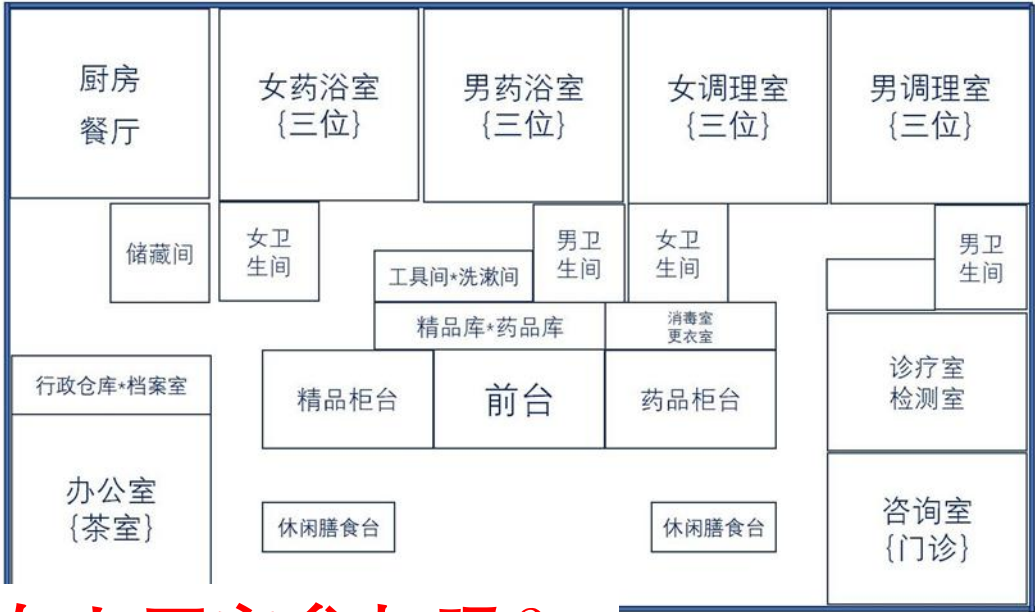 厨房
餐厅
女药浴室
{三位}
男药浴室
{三位}
女调理室
{三位}
男调理室
{三位}
储藏间
女卫
生间
工具间*洗漱间
男卫
生间
女卫
生间
男卫
生间
精品库*药品库
消毒室
更衣室
行政仓库*档案室
精品柜台
前台
药品柜台
诊疗室
检测室
办公室
{茶室}
休闲膳食台
休闲膳食台
咨询室
{门诊}